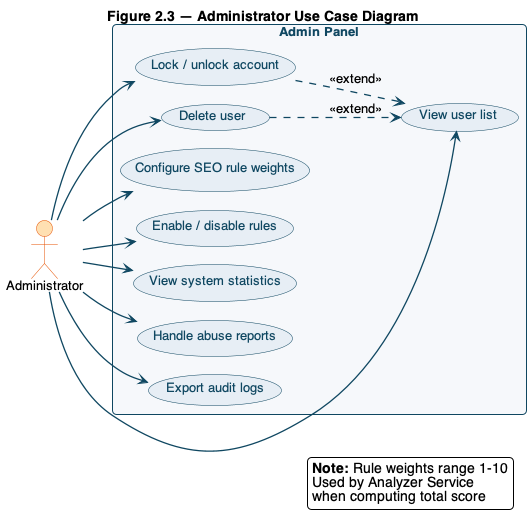 Figure 2.3 — Administrator Use Case Diagram
Admin Panel
Lock / unlock account
«extend»
Delete user
«extend»
View user list
Configure SEO rule weights
Enable / disable rules
View system statistics
Administrator
Handle abuse reports
Export audit logs
Note: Rule weights range 1-10
Used by Analyzer Service
when computing total score